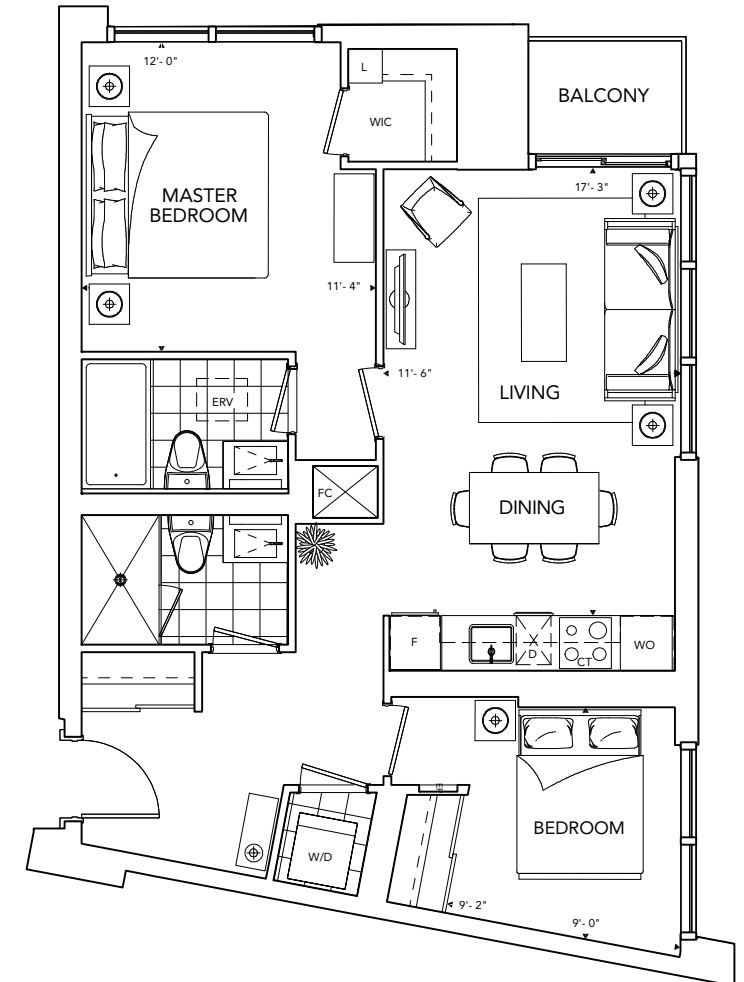 12'- 0"
L
WIC
BALCONY
MASTER
BEDROOM
17'- 3"
11'- 4"
11'- 6"
LIVING
ERV
FC
DINING
F
D
CT
WO
EP
BEDROOM
W/D
9'- 2"
9'- 0"